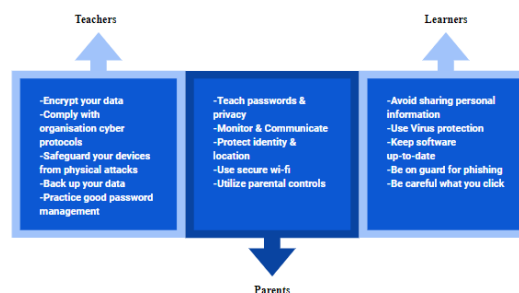 Teachers
Learners
-Encrypt your data
-Comply with
organisation cyber
protocols
-Safeguard your devices
from physical attacks
-Back up your data
-Practice good password
management
-Teach passwords &
privacy
-Monitor & Communicate
-Protect identity &
location
-Use secure wi-fi
-Utilize parental controls
-Avoid sharing personal
information
-Use Virus protection
-Keep software
up-to-date
-Be on guard for phishing
-Be careful what you click
Parents